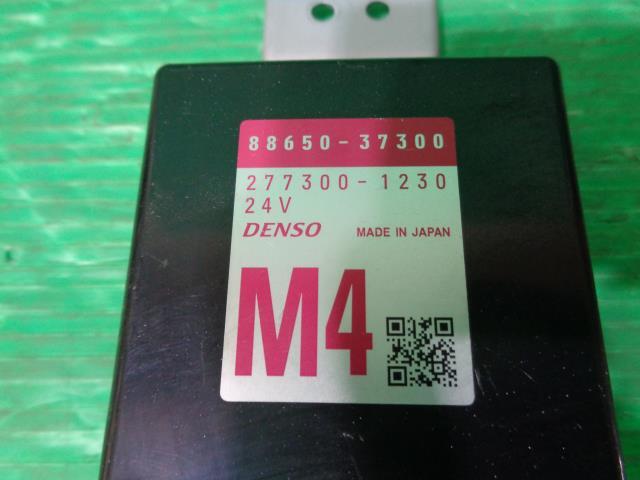 88650-37300
277300-1230
24V
DENSO MADE IN JAPAN
M4